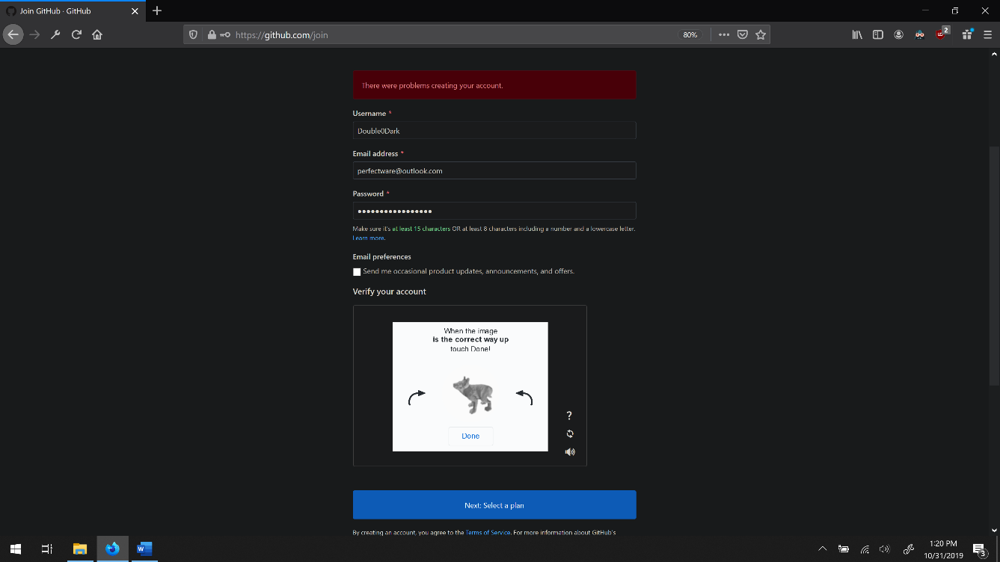 Join GitHub · GitHub
https://github.com/join
80%
2
There were problems creating your account.
Username *
Double0Dark
Email address *
perfectware@outlook.com
Password *
Make sure it's at least 15 characters OR at least 8 characters including a number and a lowercase letter.
Learn more.
Email preferences
Send me occasional product updates, announcements, and offers.
Verify your account
When the image
is the correct way up
touch Done!
Done
?
Next: Select a plan
By creating an account, you agree to the Terms of Service. For more information about GitHub's
W
1:20 PM
10/31/2019
3